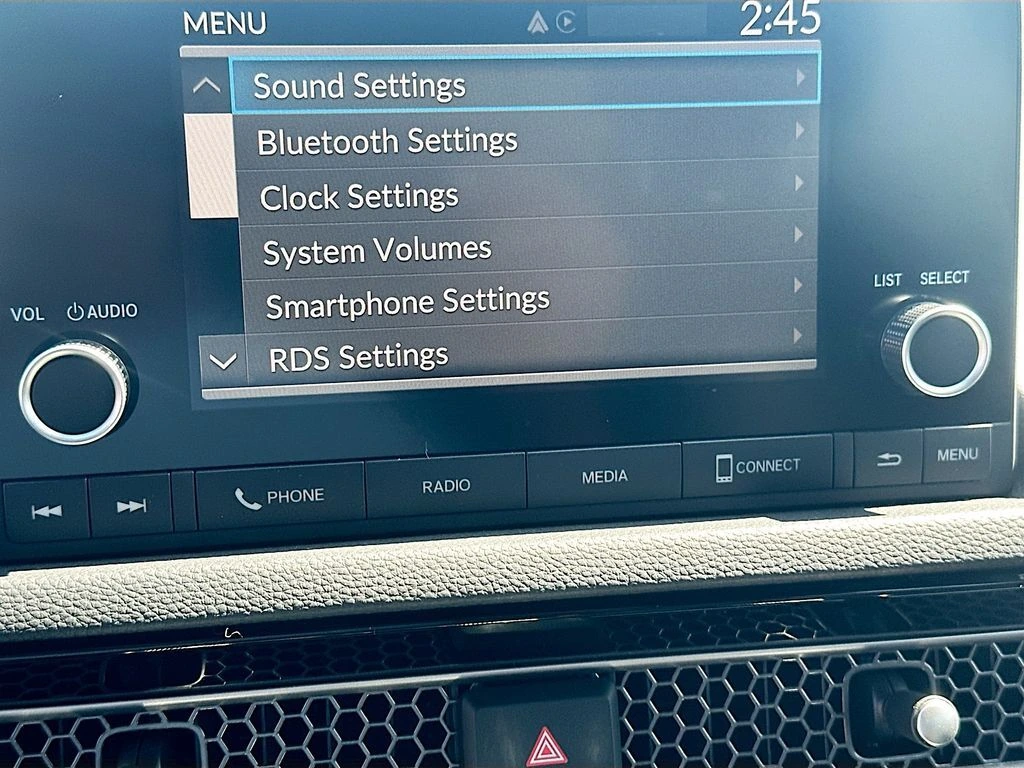 MENU 2:45
Sound Settings
Bluetooth Settings
Clock Settings
System Volumes
Smartphone Settings
RDS Settings
VOL AUDIO
LIST SELECT
PHONE RADIO MEDIA CONNECT MENU